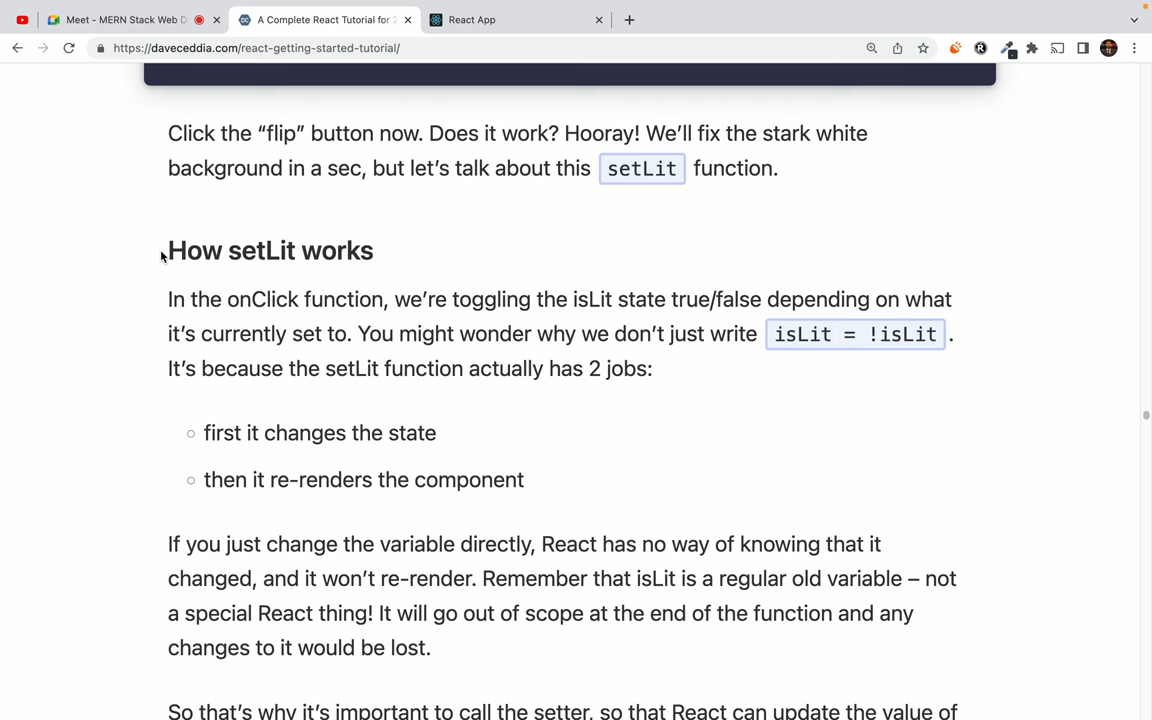 Meet - MERN Stack Web D
A Complete React Tutorial for 2
React App
https://daveceddia.com/react-getting-started-tutorial/
Click the “flip” button now. Does it work? Hooray! We’ll fix the stark white
background in a sec, but let’s talk about this setLit function.
How setLit works
In the onClick function, we’re toggling the isLit state true/false depending on what
it’s currently set to. You might wonder why we don’t just write isLit = !isLit .
It’s because the setLit function actually has 2 jobs:
first it changes the state
then it re-renders the component
If you just change the variable directly, React has no way of knowing that it
changed, and it won’t re-render. Remember that isLit is a regular old variable – not
a special React thing! It will go out of scope at the end of the function and any
changes to it would be lost.
So that’s why it’s important to call the setter, so that React can update the value of